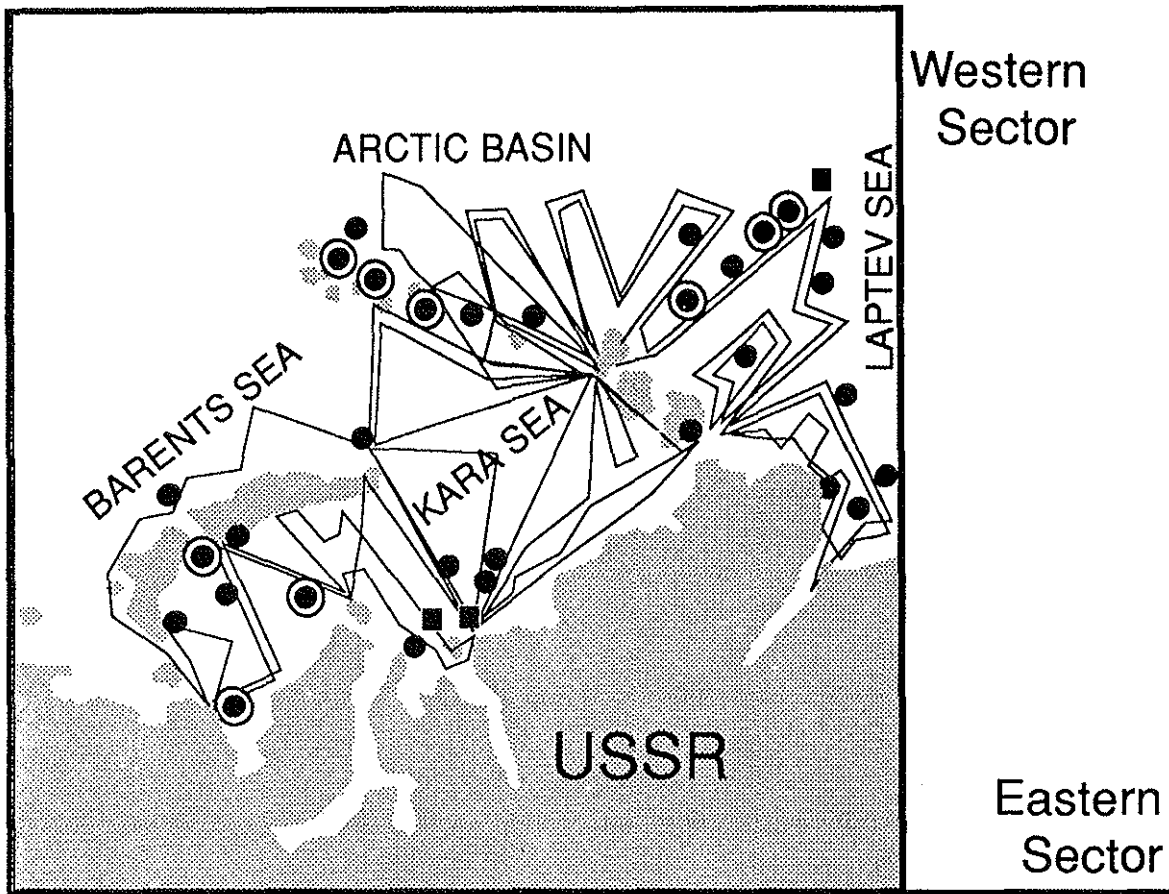 Western
Sector
ARCTIC BASIN
LAPTEV SEA
BARENTS SEA
KARA SEA
USSR
Eastern
Sector